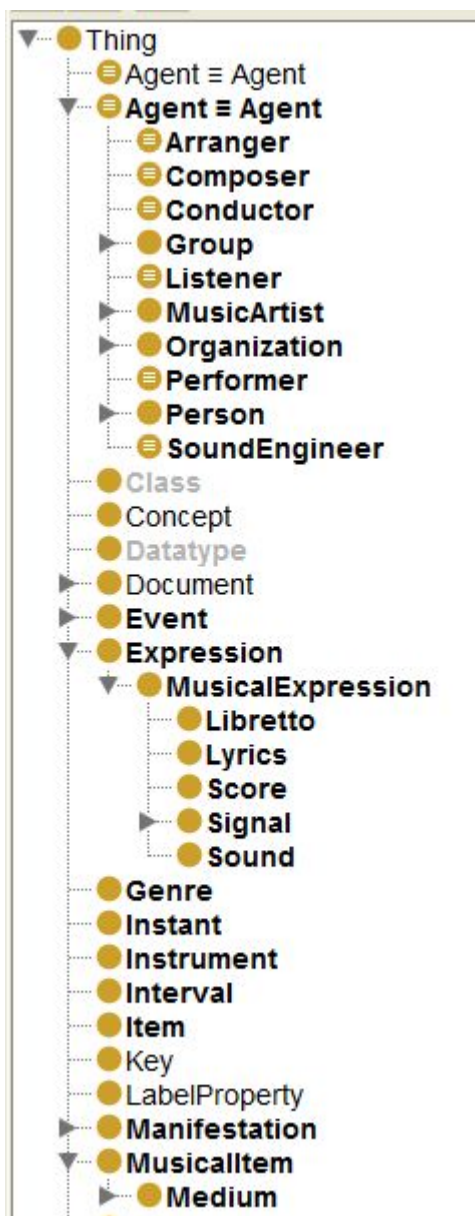 Thing
Agent ≡ Agent
Agent ≡ Agent
Arranger
Composer
Conductor
Group
Listener
MusicArtist
Organization
Performer
Person
SoundEngineer
Class
Concept
Datatype
Document
Event
Expression
MusicalExpression
Libretto
Lyrics
Score
Signal
Sound
Genre
Instant
Instrument
Interval
Item
Key
LabelProperty
Manifestation
MusicalItem
Medium